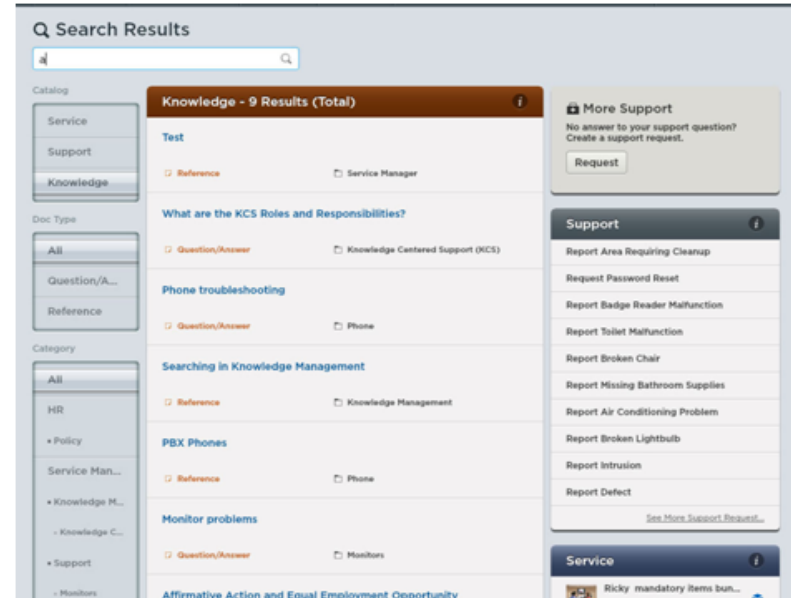 Search Results
a
Catalog
Service
Support
Knowledge
Doc Type
All
Question/A...
Reference
Category
All
HR
• Policy
Service Man...
• Knowledge M...
- Knowledge C...
• Support
- Monitors
Knowledge - 9 Results (Total)
Test
Reference
Service Manager
What are the KCS Roles and Responsibilities?
Question/Answer
Knowledge Centered Support (KCS)
Phone troubleshooting
Question/Answer
Phone
Searching in Knowledge Management
Reference
Knowledge Management
PBX Phones
Reference
Phone
Monitor problems
Question/Answer
Monitors
Affirmative Action and Equal Employment Opportunity
More Support
No answer to your support question?
Create a support request.
Request
Support
Report Area Requiring Cleanup
Request Password Reset
Report Badge Reader Malfunction
Report Toilet Malfunction
Report Broken Chair
Report Missing Bathroom Supplies
Report Air Conditioning Problem
Report Broken Lightbulb
Report Intrusion
Report Defect
See More Support Request...
Service
Ricky mandatory items bun...